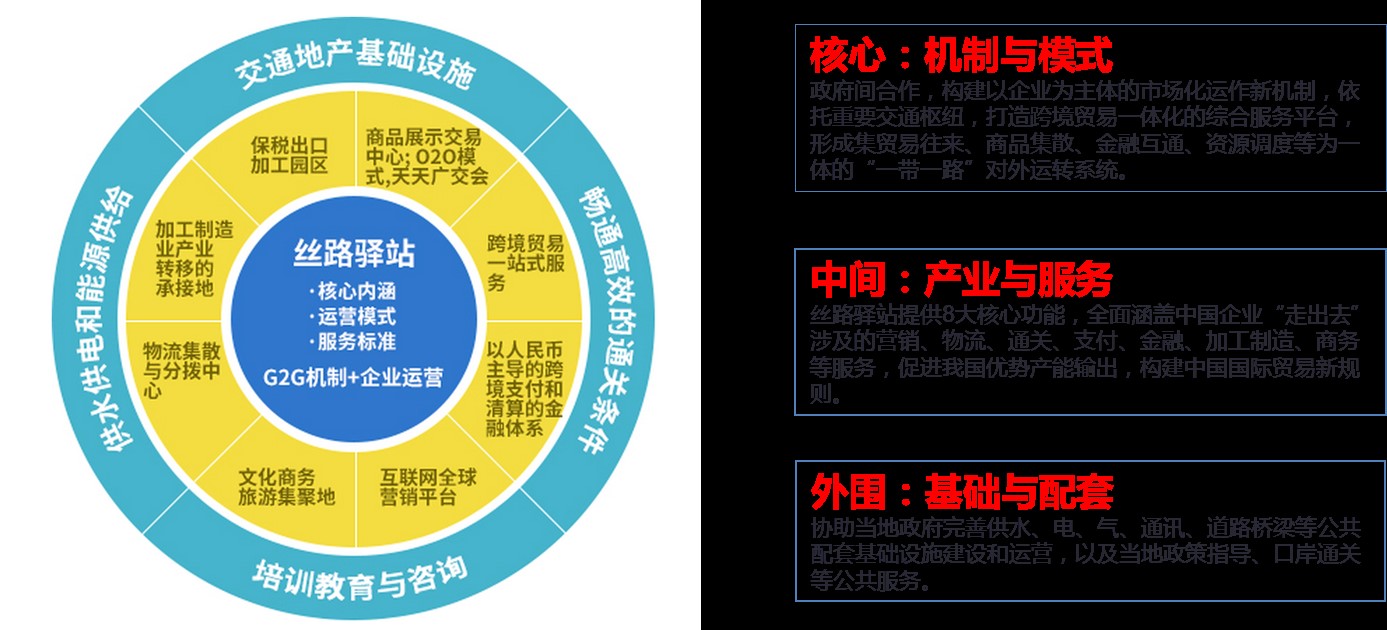 交通地产基础设施
畅通高效的通关条件
培训教育与咨询
供水供电和能源供给
保税出口
加工园区
商品展示交易
中心; O2O模
式,天天广交会
跨境贸易
一站式服
务
以人民币
主导的跨
境支付和
清算的金
融体系
互联网全球
营销平台
文化商务
旅游集聚地
物流集散
与分拨中
心
加工制造
业产业
转移的
承接地
丝路驿站
·核心内涵
·运营模式
·服务标准
G2G机制+企业运营
核心：机制与模式
政府间合作，构建以企业为主体的市场化运作新机制，依
托重要交通枢纽，打造跨境贸易一体化的综合服务平台，
形成集贸易往来、商品集散、金融互通、资源调度等为一
体的“一带一路”对外运转系统。
中间：产业与服务
丝路驿站提供8大核心功能，全面涵盖中国企业“走出去”
涉及的营销、物流、通关、支付、金融、加工制造、商务
等服务，促进我国优势产能输出，构建中国国际贸易新规
则。
外围：基础与配套
协助当地政府完善供水、电、气、通讯、道路桥梁等公共
配套基础设施建设和运营，以及当地政策指导、口岸通关
等公共服务。